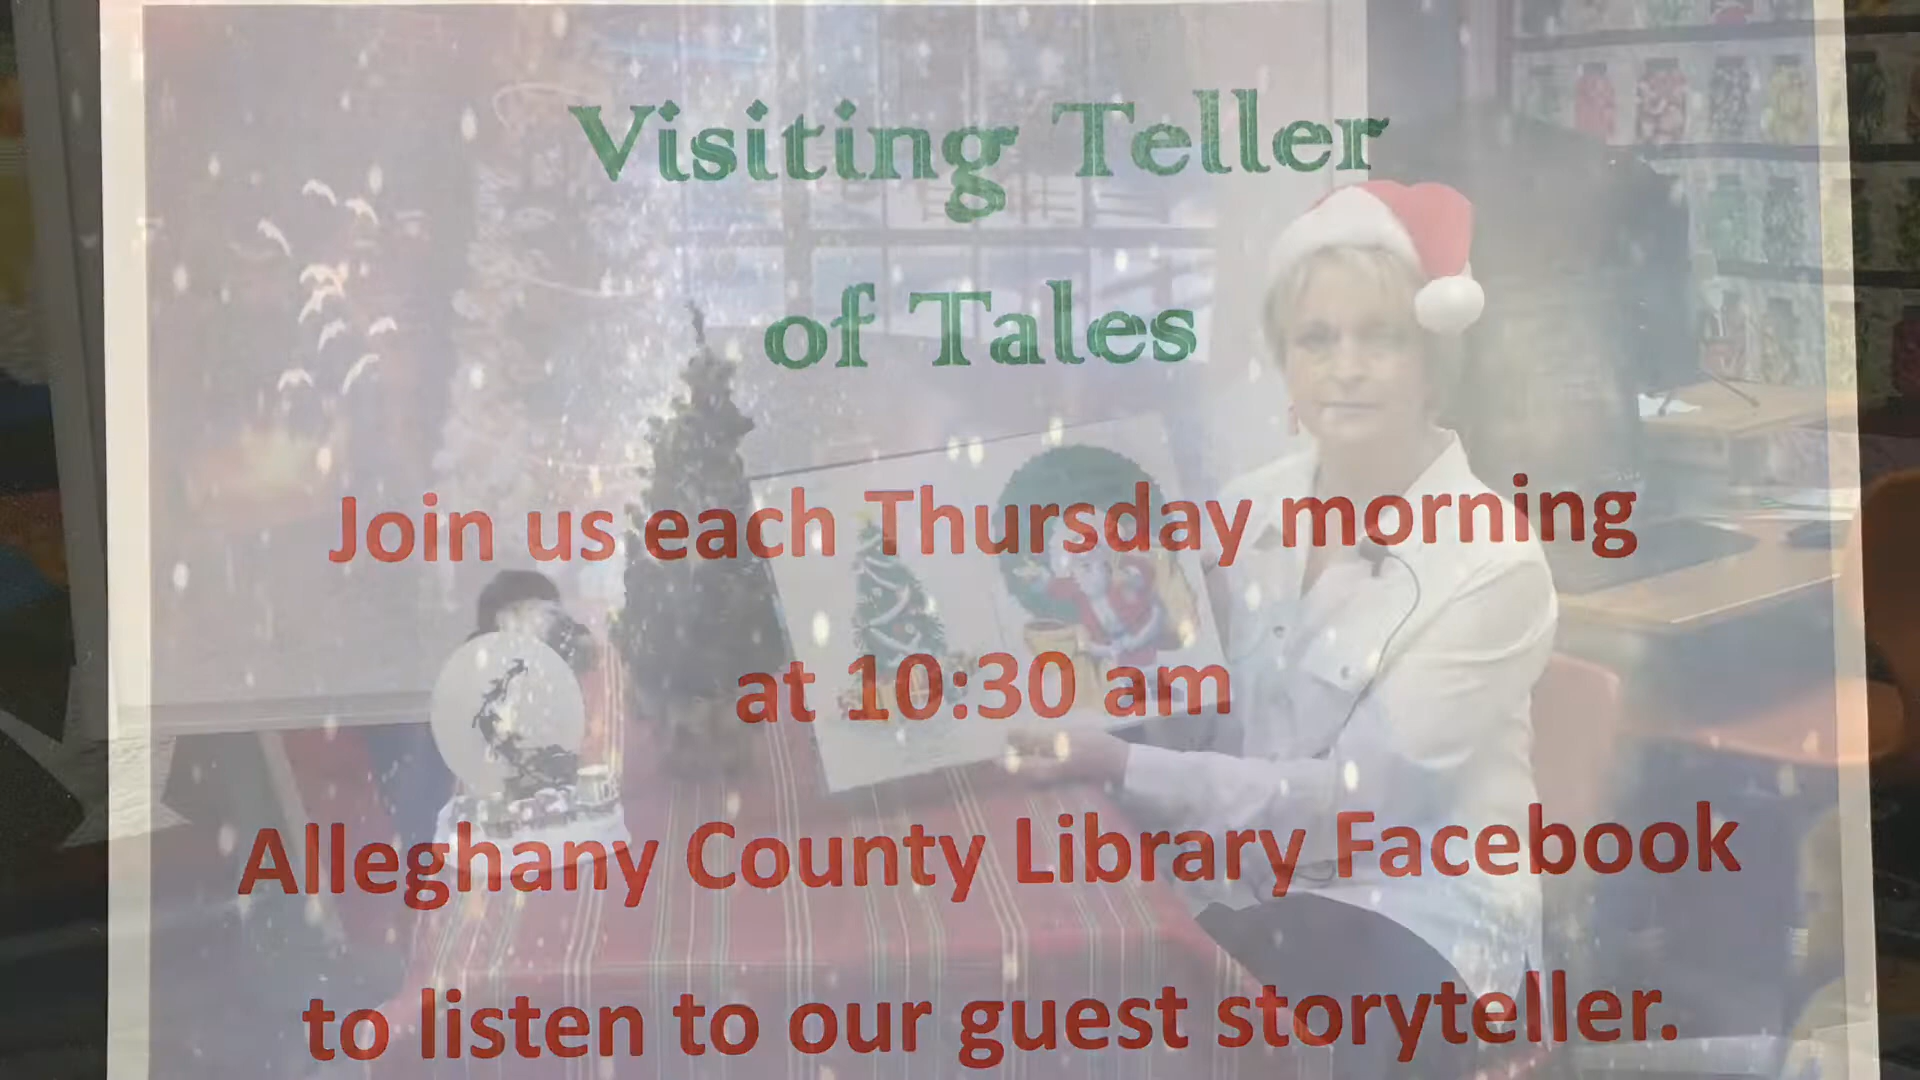 Visiting Teller
of Tales
Join us each Thursday morning
at 10:30 am
Alleghany County Library Facebook
to listen to our guest storyteller.